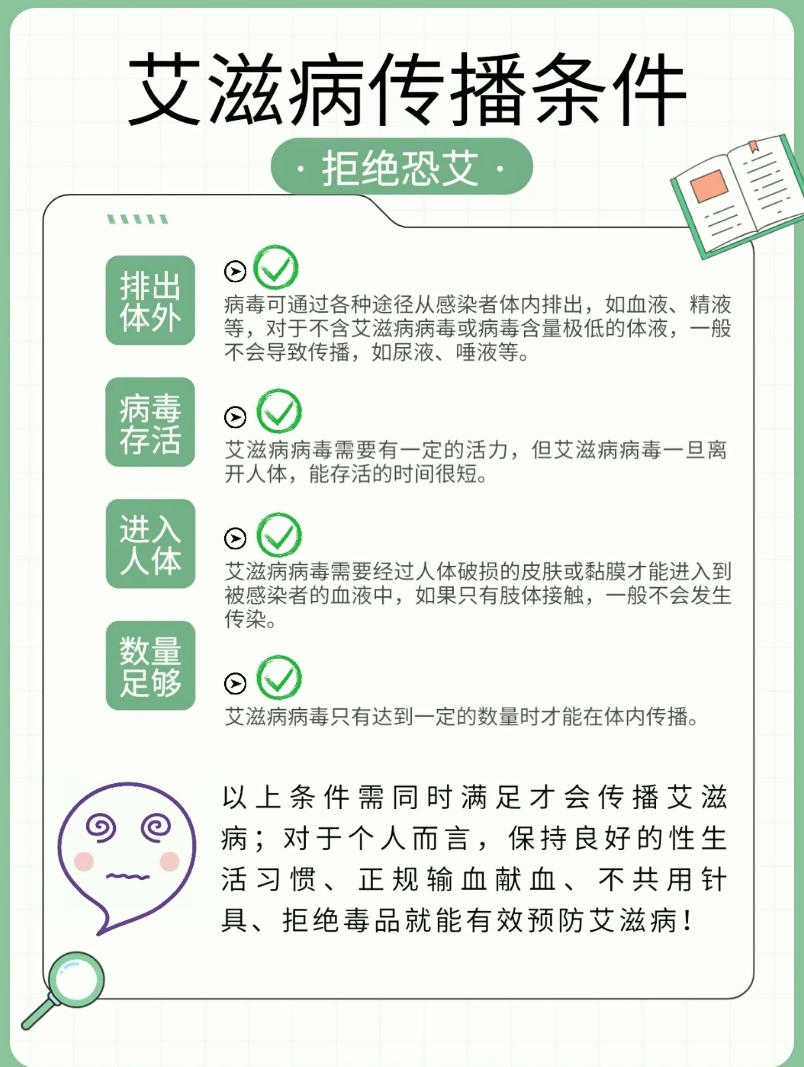 艾滋病传播条件
·拒绝恐艾·
排出
体外
病毒可通过各种途径从感染者体内排出，如血液、精液
等，对于不含艾滋病病毒或病毒含量极低的体液，一般
不会导致传播，如尿液、唾液等。
病毒
存活
艾滋病病毒需要有一定的活力，但艾滋病病毒一旦离
开人体，能存活的时间很短。
进入
人体
艾滋病病毒需要经过人体破损的皮肤或黏膜才能进入到
被感染者的血液中，如果只有肢体接触，一般不会发生
传染。
数量
足够
艾滋病病毒只有达到一定的数量时才能在体内传播。
以上条件需同时满足才会传播艾滋
病；对于个人而言，保持良好的性生
活习惯、正规输血献血、不共用针
具、拒绝毒品就能有效预防艾滋病！